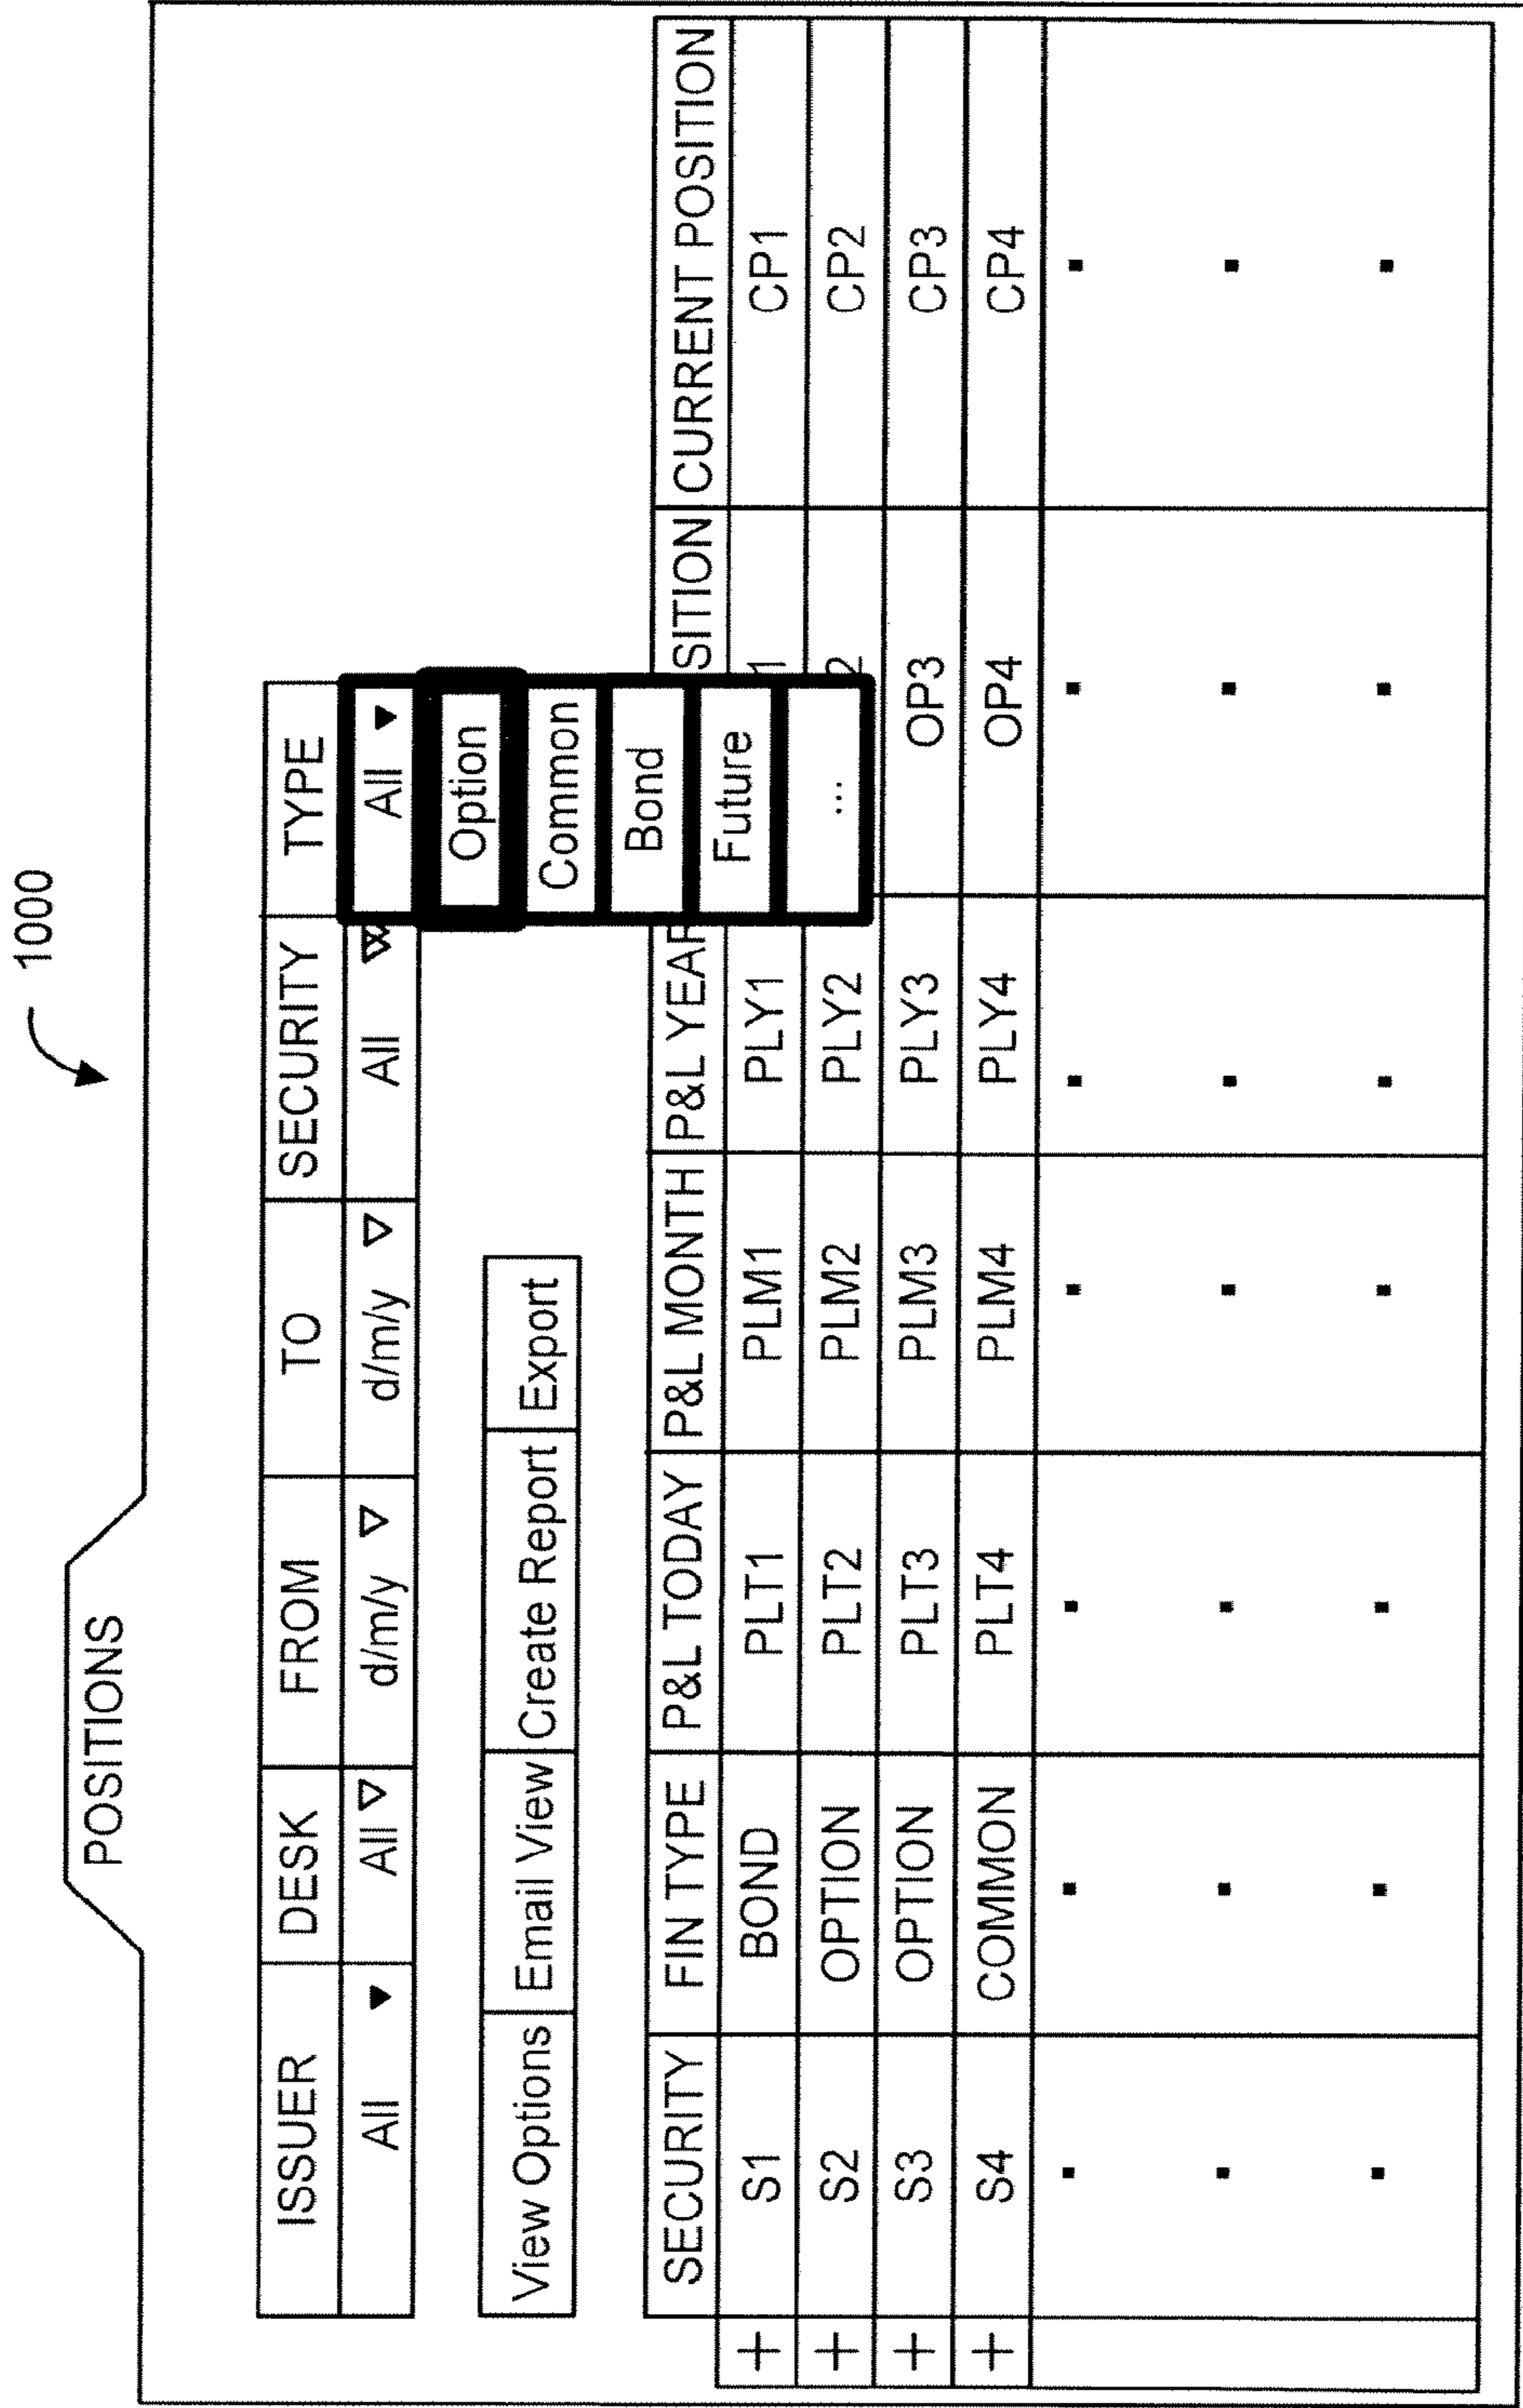 1000
POSITIONS
ISSUER DESK FROM TO SECURITY TYPE
All ▼ All ▽ d/m/y ▽ d/m/y ▽ All All ▼
Option
Common
Bond
Future
...
View Options Email View Create Report Export
SECURITY FIN TYPE P&L TODAY P&L MONTH P&L YEAR SITION CURRENT POSITION
+ S1 BOND PLT1 PLM1 PLY1 1 CP1
+ S2 OPTION PLT2 PLM2 PLY2 2 CP2
+ S3 OPTION PLT3 PLM3 PLY3 OP3 CP3
+ S4 COMMON PLT4 PLM4 PLY4 OP4 CP4